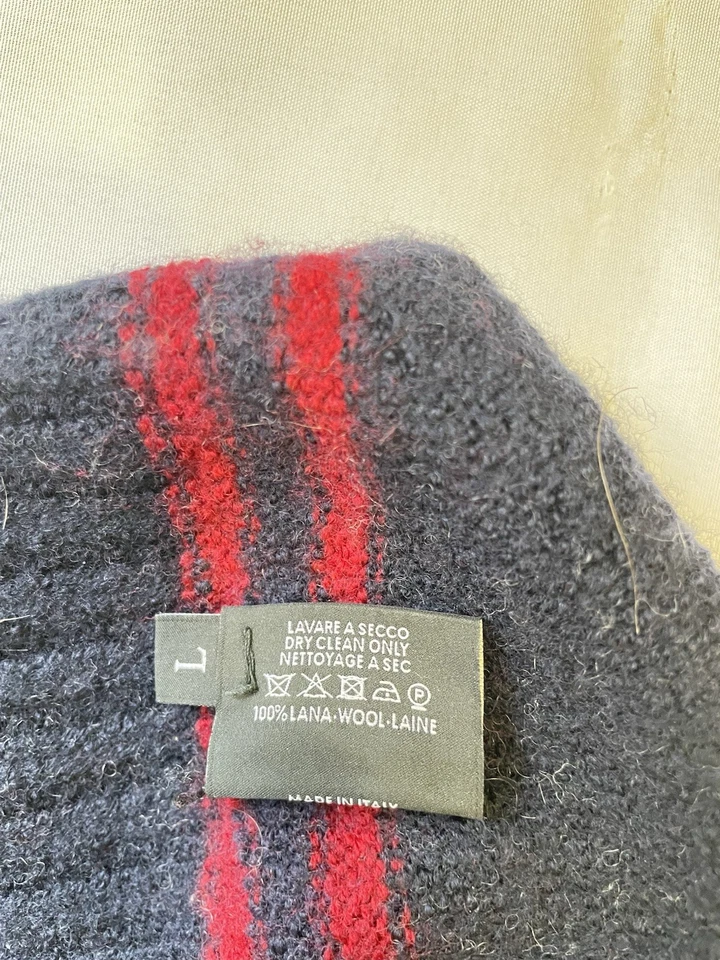 L
LAVARE A SECCO
DRY CLEAN ONLY
NETTOYAGE A SEC
P
100% LANA·WOOL·LAINE
MADE IN ITALY